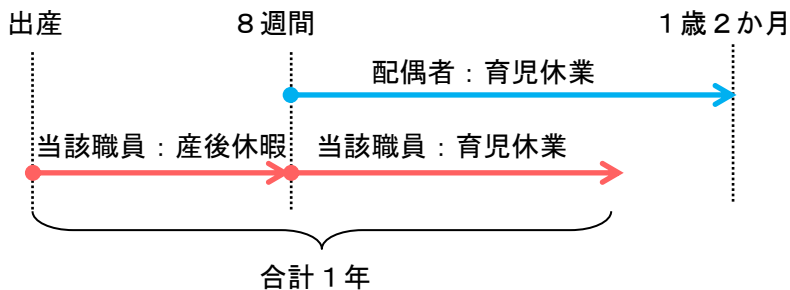 出産
８週間
１歳２か月
配偶者：育児休業
当該職員：産後休暇
当該職員：育児休業
合計１年